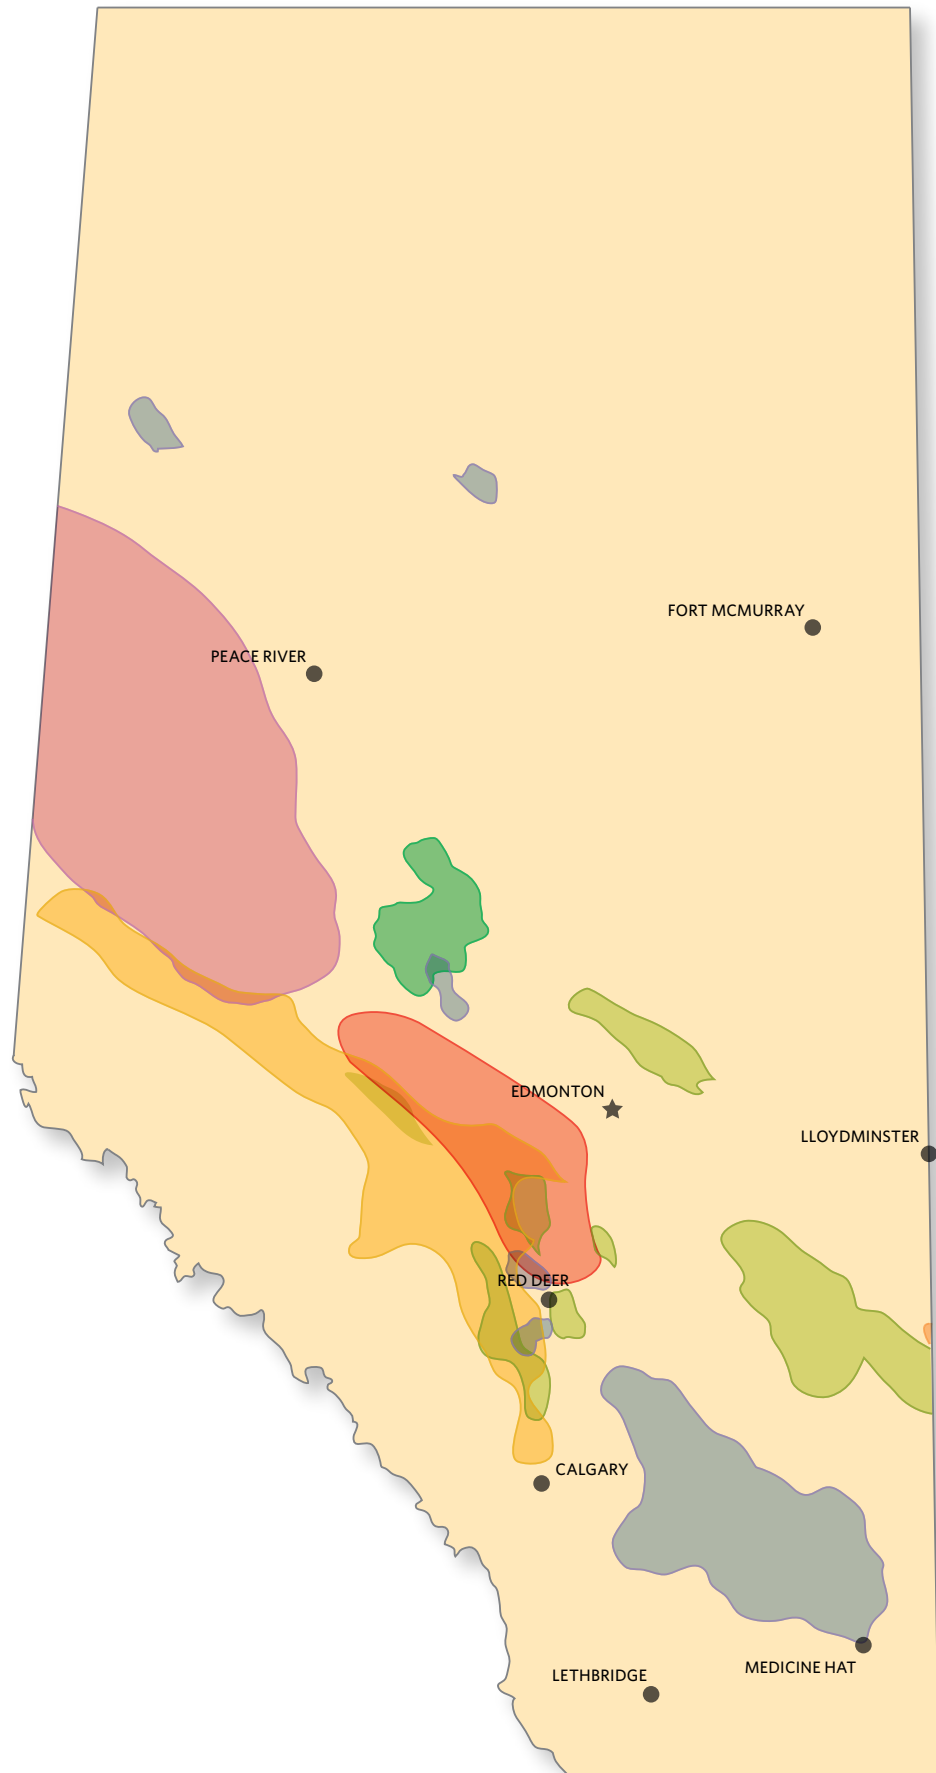 FORT MCMURRAY
PEACE RIVER
EDMONTON
LLOYDMINSTER
RED DEER
CALGARY
MEDICINE HAT
LETHBRIDGE